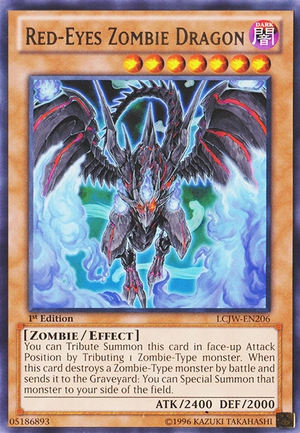 RED-EYES ZOMBIE DRAGON
DARK
闇
1st Edition
LCJW-EN206
[ZOMBIE / EFFECT]
You can Tribute Summon this card in face-up Attack
Position by Tributing 1 Zombie-Type monster. When
this card destroys a Zombie-Type monster by battle and
sends it to the Graveyard: You can Special Summon that
monster to your side of the field.
ATK/2400 DEF/2000
05186893
©1996 KAZUKI TAKAHASHI